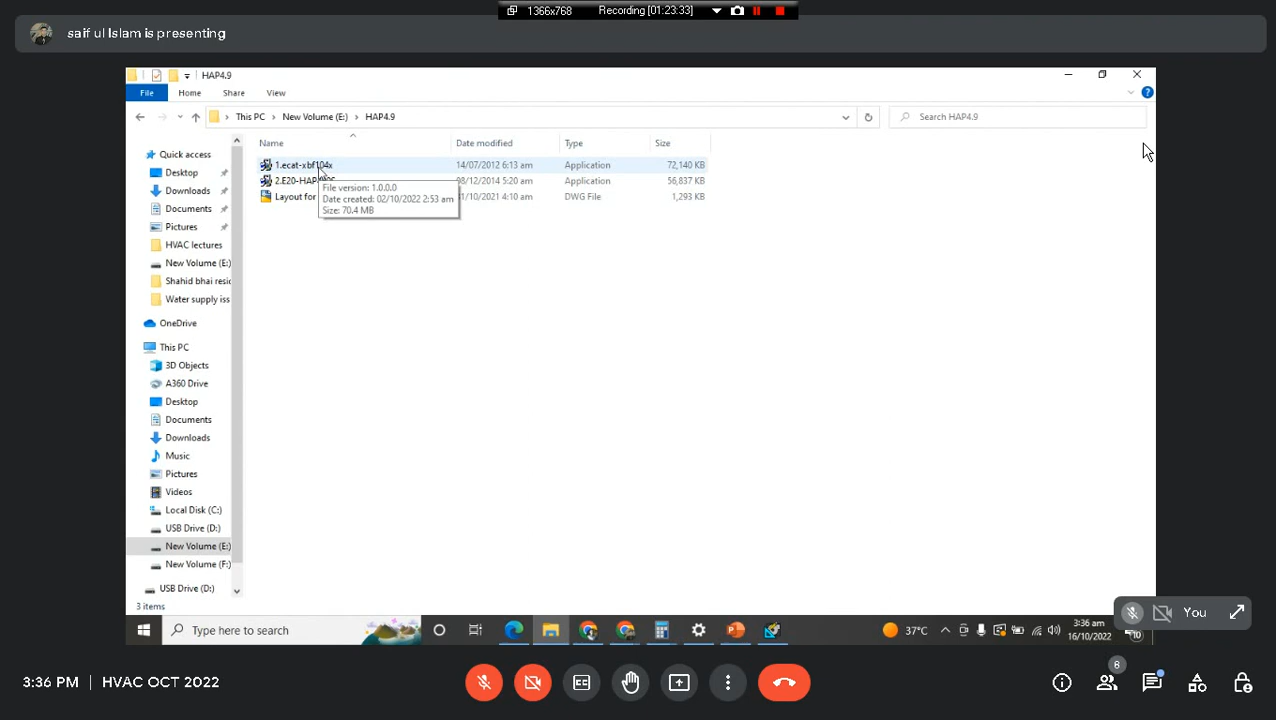 1366x768 Recording [01:23:33]
saif ul Islam is presenting
HAP4.9
File Home Share View
This PC New Volume (E:) HAP4.9 Search HAP4.9
Name Date modified Type Size
1.ecat-xbf104x 14/07/2012 6:13 am Application 72,140 KB
2.E20-HAP 08/12/2014 5:20 am Application 56,837 KB
Layout for 4:10 am DWG File 1,293 KB
File version: 1.0.0.0
Date created: 02/10/2022 2:53 am
Size: 70.4 MB
Quick access
Desktop
Downloads
Documents
Pictures
HVAC lectures
New Volume (E:)
Shahid bhai resic
Water supply iss
OneDrive
This PC
3D Objects
A360 Drive
Desktop
Documents
Downloads
Music
Pictures
Videos
Local Disk (C:)
USB Drive (D:)
New Volume (E:)
New Volume (F:)
USB Drive (D:)
3 items
You
Type here to search
37°C
3:36 am
16/10/2022
10
3:36 PM | HVAC OCT 2022
8